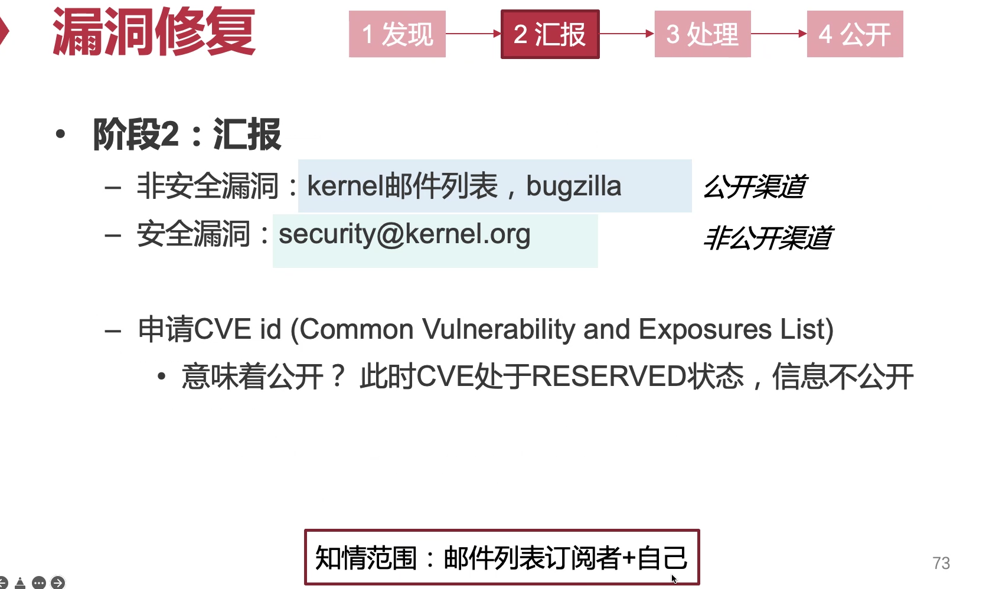 漏洞修复
1 发现
2 汇报
3 处理
4 公开
• 阶段2：汇报
– 非安全漏洞：kernel邮件列表，bugzilla 公开渠道
– 安全漏洞：security@kernel.org 非公开渠道
– 申请CVE id (Common Vulnerability and Exposures List)
• 意味着公开？ 此时CVE处于RESERVED状态，信息不公开
知情范围：邮件列表订阅者+自己
73